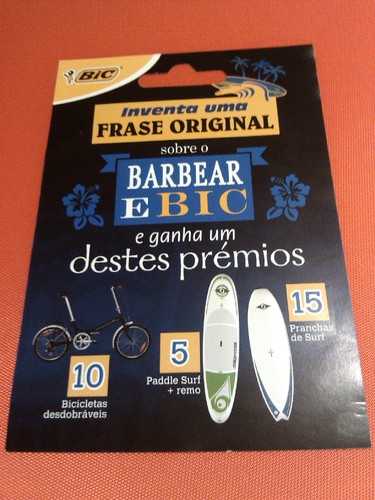 BiC
Inventa uma
FRASE ORIGINAL
sobre o
BARBEAR
E BIC
e ganha um
destes prémios
15
Pranchas
de Surf
5
Paddle Surf
+ remo
10
Bicicletas
desdobráveis